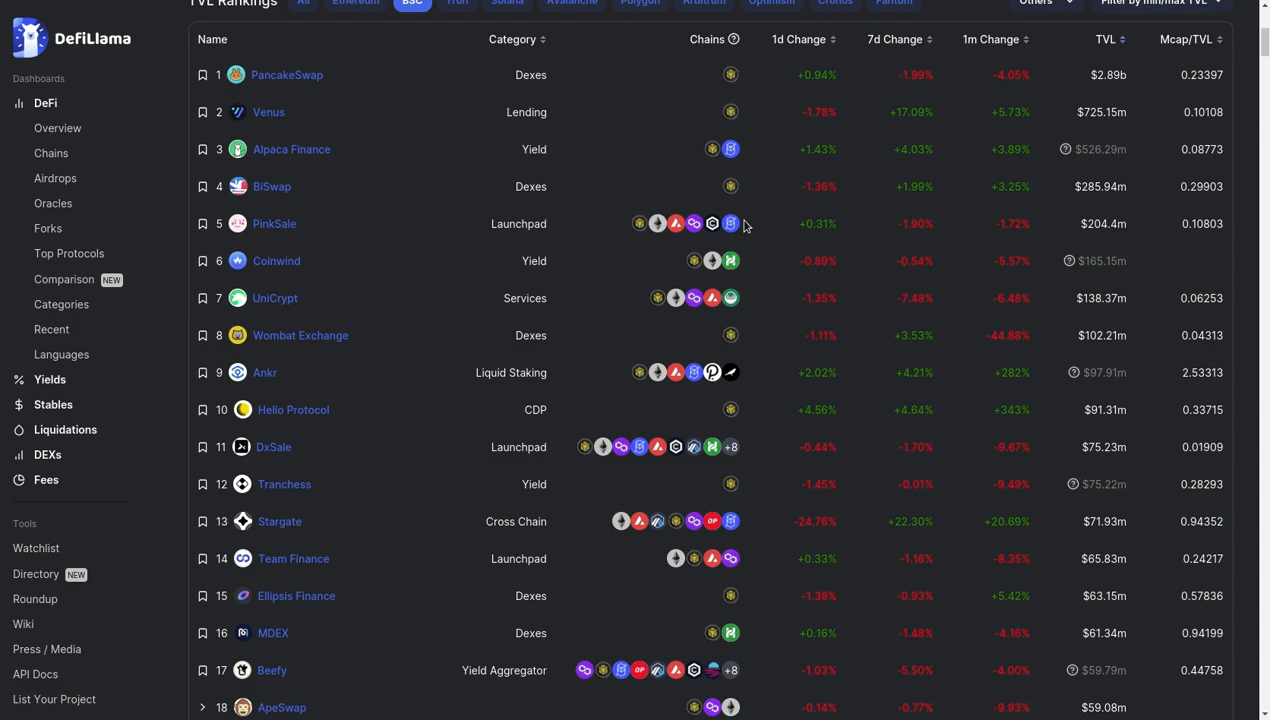 TVL Rankings All Ethereum BSC Tron Solana Avalanche Polygon Arbitrum Optimism Cronos Fantom Others Filter by min/max TVL
DefiLlama
Dashboards
DeFi
Overview
Chains
Airdrops
Oracles
Forks
Top Protocols
Comparison NEW
Categories
Recent
Languages
Yields
Stables
Liquidations
DEXs
Fees
Tools
Watchlist
Directory NEW
Roundup
Wiki
Press / Media
API Docs
List Your Project
Name Category Chains 1d Change 7d Change 1m Change TVL Mcap/TVL
1 PancakeSwap Dexes +0.94% -1.99% -4.05% $2.89b 0.23397
2 Venus Lending -1.78% +17.09% +5.73% $725.15m 0.10108
3 Alpaca Finance Yield +1.43% +4.03% +3.89% $526.29m 0.08773
4 BiSwap Dexes -1.36% +1.99% +3.25% $285.94m 0.29903
5 PinkSale Launchpad +0.31% -1.90% -1.72% $204.4m 0.10803
6 Coinwind Yield -0.89% -0.54% -5.57% $165.15m
7 UniCrypt Services -1.35% -7.48% -6.48% $138.37m 0.06253
8 Wombat Exchange Dexes -1.11% +3.53% -44.88% $102.21m 0.04313
9 Ankr Liquid Staking +2.02% +4.21% +282% $97.91m 2.53313
10 Helio Protocol CDP +4.56% +4.64% +343% $91.31m 0.33715
11 DxSale Launchpad +8 -0.44% -1.70% -9.67% $75.23m 0.01909
12 Tranchess Yield -1.45% -0.01% -9.49% $75.22m 0.28293
13 Stargate Cross Chain OP -24.76% +22.30% +20.69% $71.93m 0.94352
14 Team Finance Launchpad +0.33% -1.16% -8.35% $65.83m 0.24217
15 Ellipsis Finance Dexes -1.38% -0.93% +5.42% $63.15m 0.57836
16 MDEX Dexes +0.16% -1.48% -4.16% $61.34m 0.94199
17 Beefy Yield Aggregator OP +8 -1.03% -5.50% -4.00% $59.79m 0.44758
18 ApeSwap -0.14% -0.77% -9.93% $59.08m